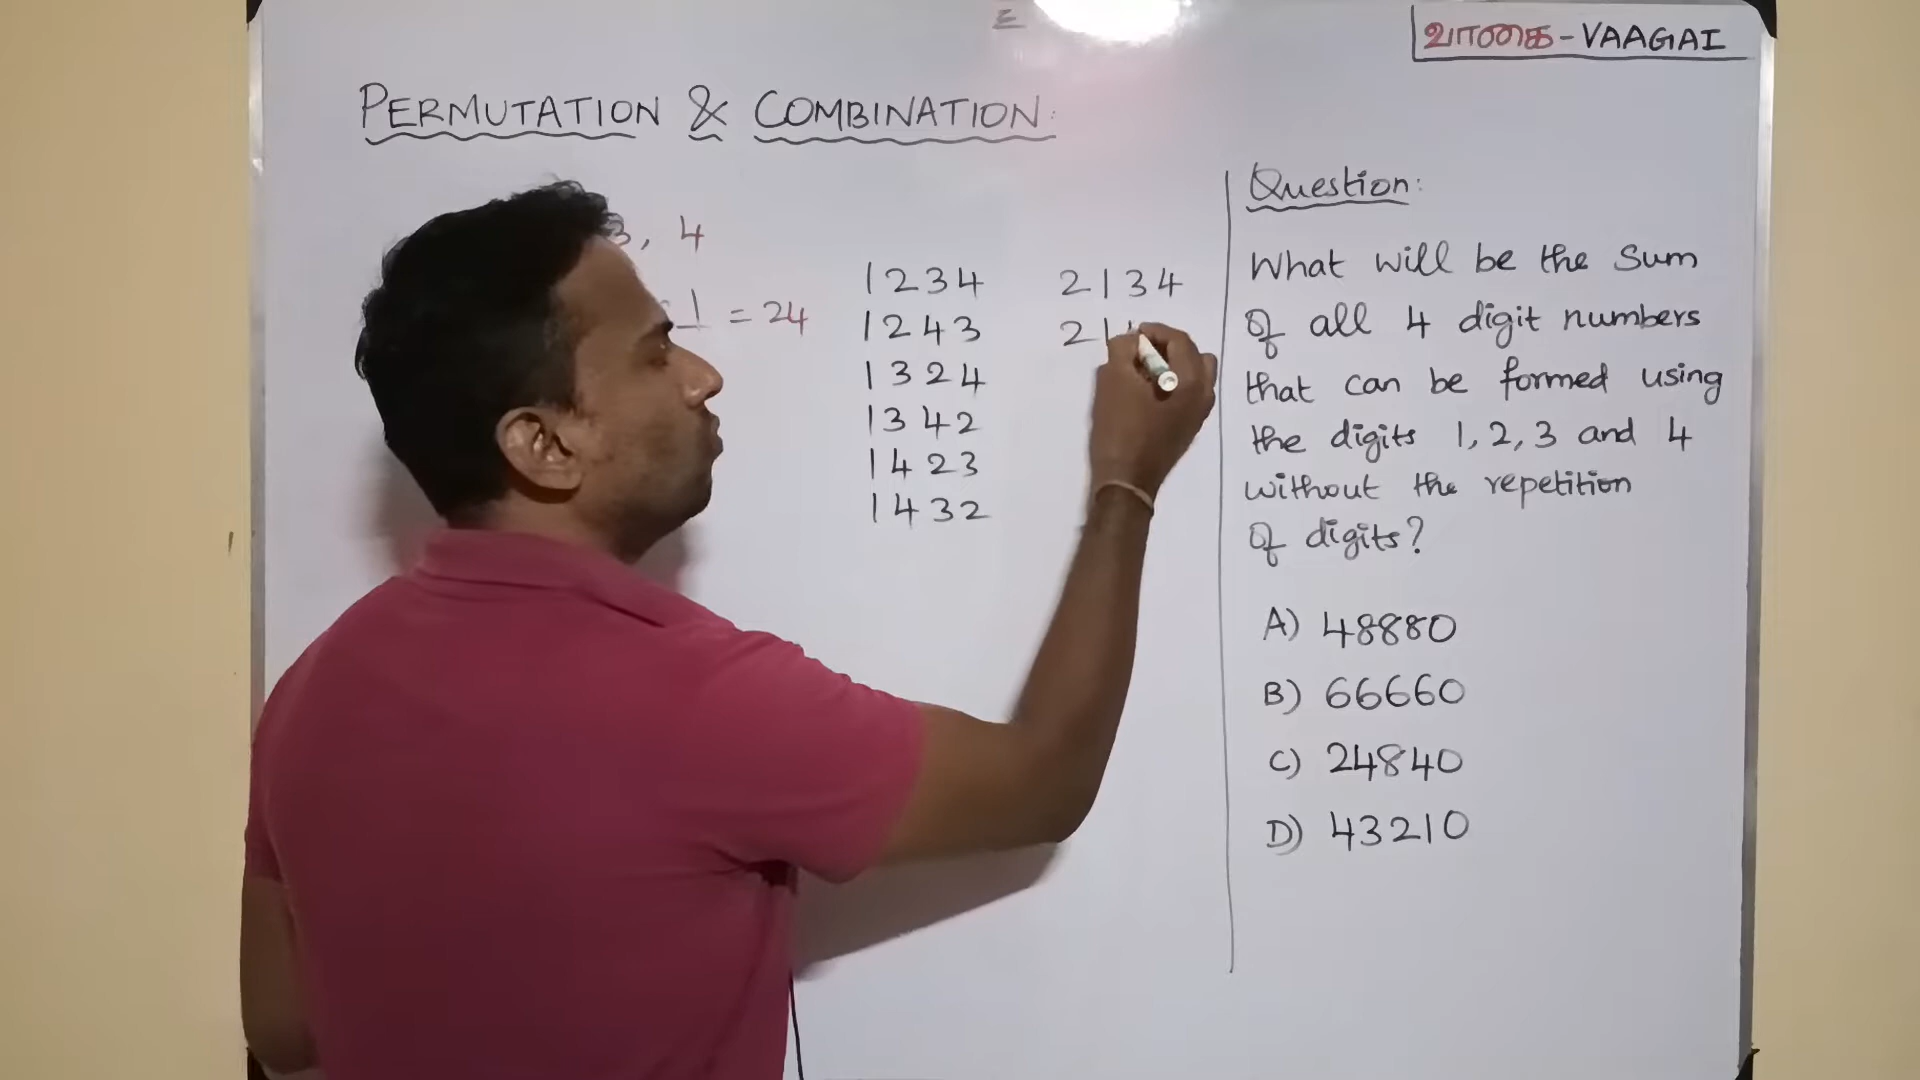 வாகை - VAAGAI
PERMUTATION & COMBINATION:
3, 4
1 = 24
1234
1243
1324
1342
1423
1432
2134
21
Question:
What will be the Sum
Of all 4 digit numbers
that can be formed using
the digits 1, 2, 3 and 4
without the repetition
Of digits?
A) 48880
B) 66660
C) 24840
D) 43210